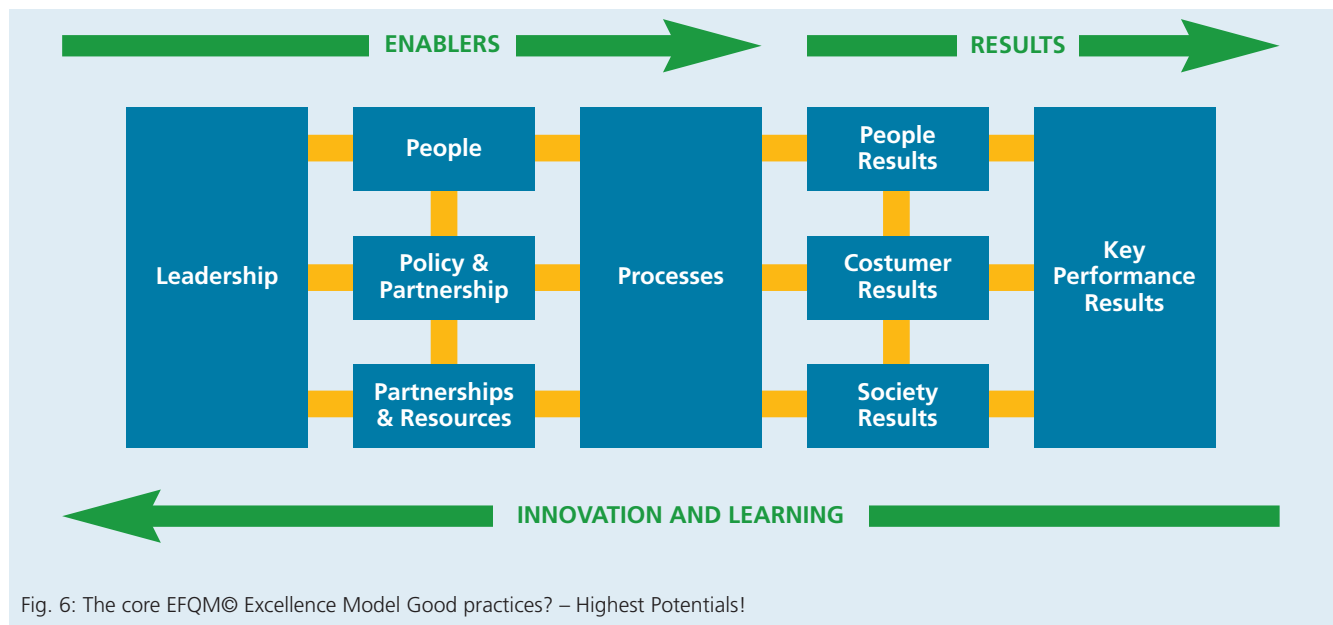 ENABLERS
RESULTS
Leadership
People
Policy &
Partnership
Partnerships
& Resources
Processes
People
Results
Costumer
Results
Society
Results
Key
Performance
Results
INNOVATION AND LEARNING
Fig. 6: The core EFQM© Excellence Model Good practices? – Highest Potentials!